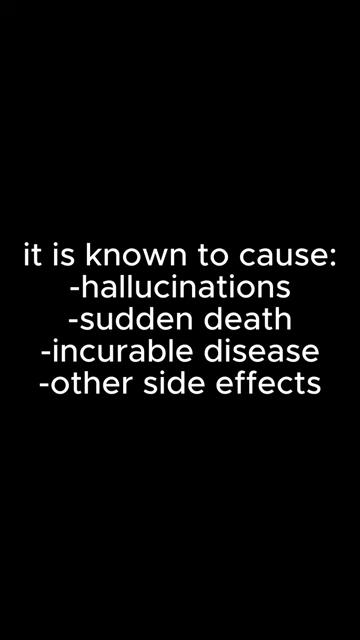 it is known to cause:
-hallucinations
-sudden death
-incurable disease
-other side effects